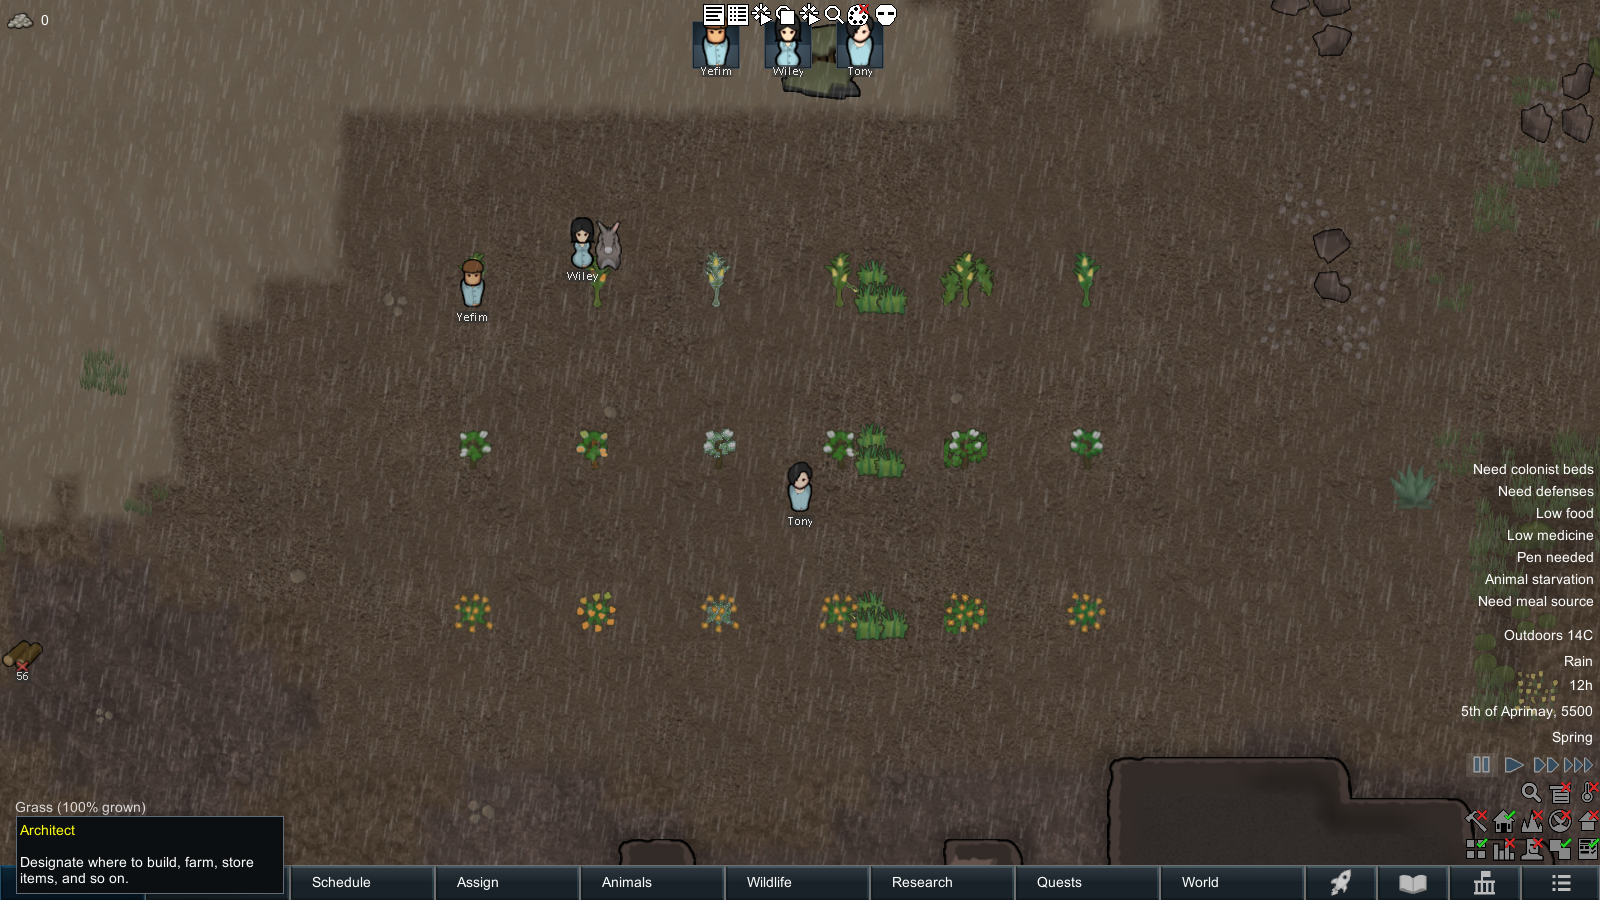 0
Yefim
Wiley
Tony
Wiley
Yefim
Tony
56
Need colonist beds
Need defenses
Low food
Low medicine
Pen needed
Animal starvation
Need meal source
Outdoors 14C
Rain
12h
5th of Aprimay, 5500
Spring
Grass (100% grown)
Architect
Designate where to build, farm, store
items, and so on.
Schedule
Assign
Animals
Wildlife
Research
Quests
World